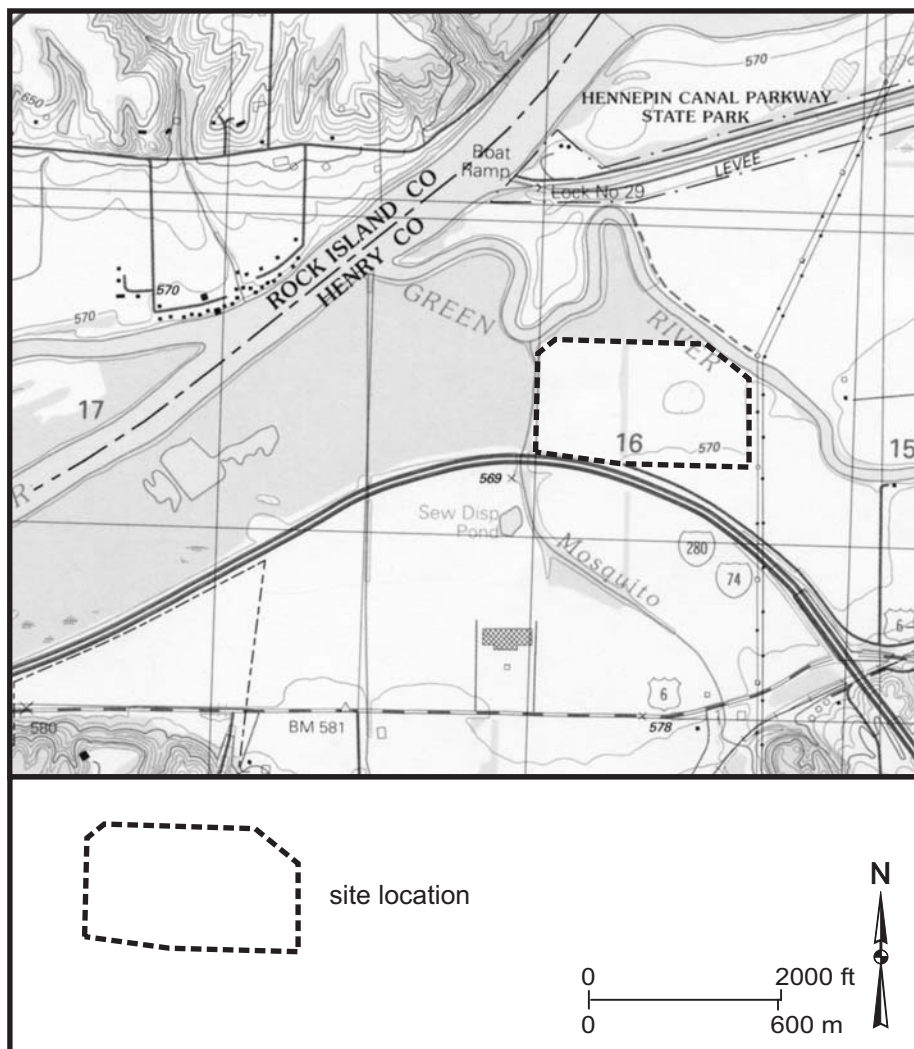 570
HENNEPIN CANAL PARKWAY
STATE PARK
650
Boat
Ramp
LEVEE
Lock No 29
ROCK ISLAND CO
HENRY CO
570
570
GREEN
RIVER
17
16
570
15
R
569
Sew Disp
Pond
280
74
Mosquito
6
6
580
BM 581
578
site location
N
0 2000 ft
0 600 m